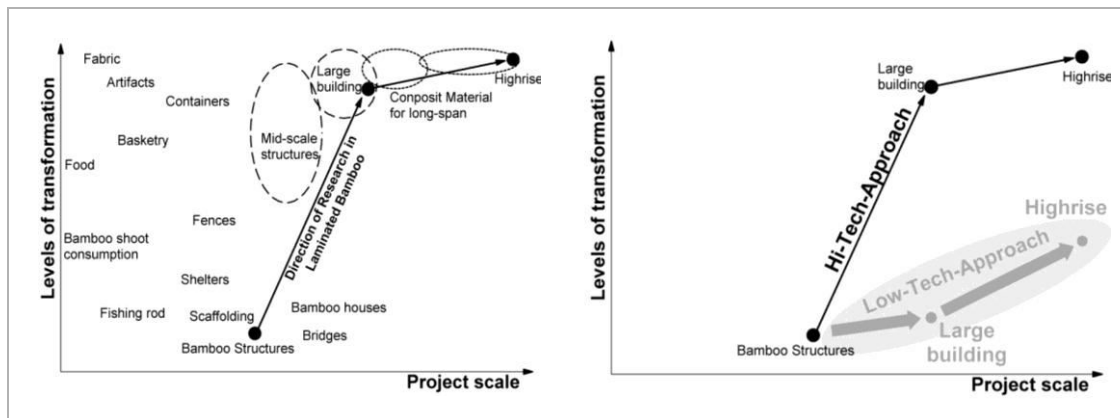 Levels of transformation
Fabric
Artifacts
Containers
Basketry
Food
Large
building
Highrise
Conposit Material
for long-span
Mid-scale
structures
Direction of Research in
Laminated Bamboo
Fences
Bamboo shoot
consumption
Shelters
Fishing rod
Scaffolding
Bamboo houses
Bamboo Structures
Bridges
Project scale
Levels of transformation
Large
building
Highrise
Hi-Tech-Approach
Highrise
Low-Tech-Approach
Bamboo Structures
Large
building
Project scale